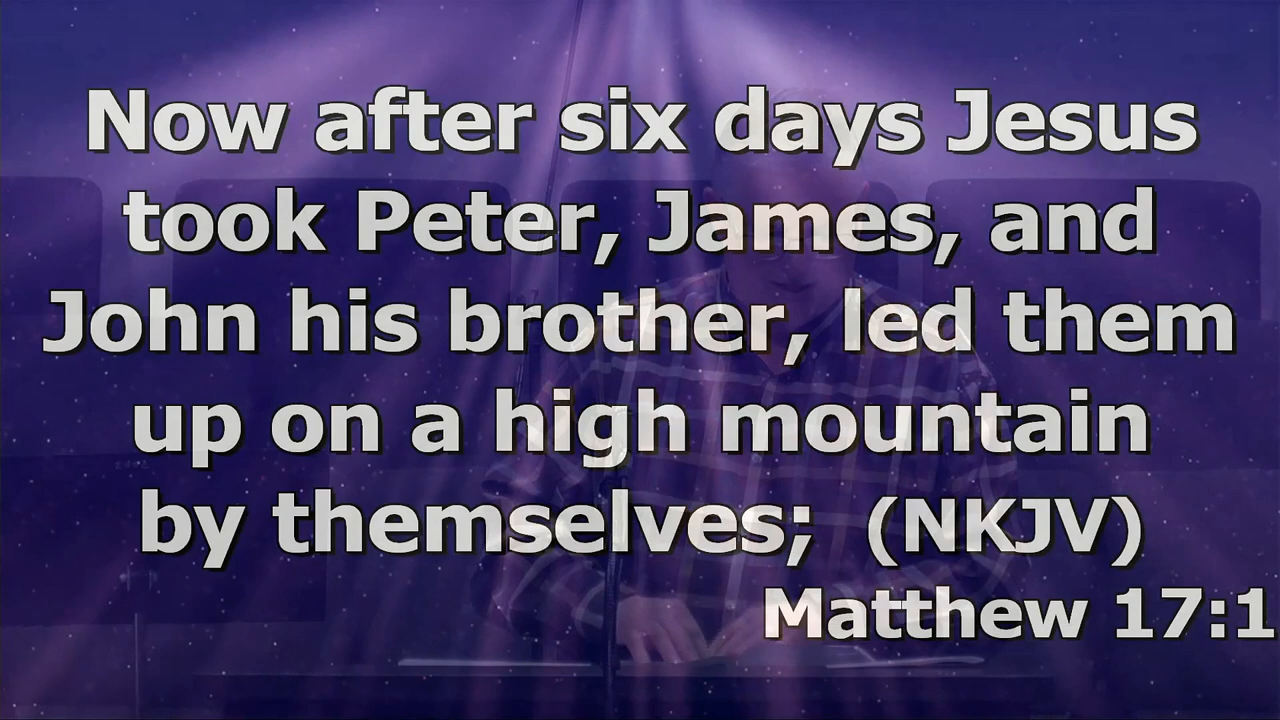 Now after six days Jesus
took Peter, James, and
John his brother, led them
up on a high mountain
by themselves;  (NKJV)
Matthew 17:1